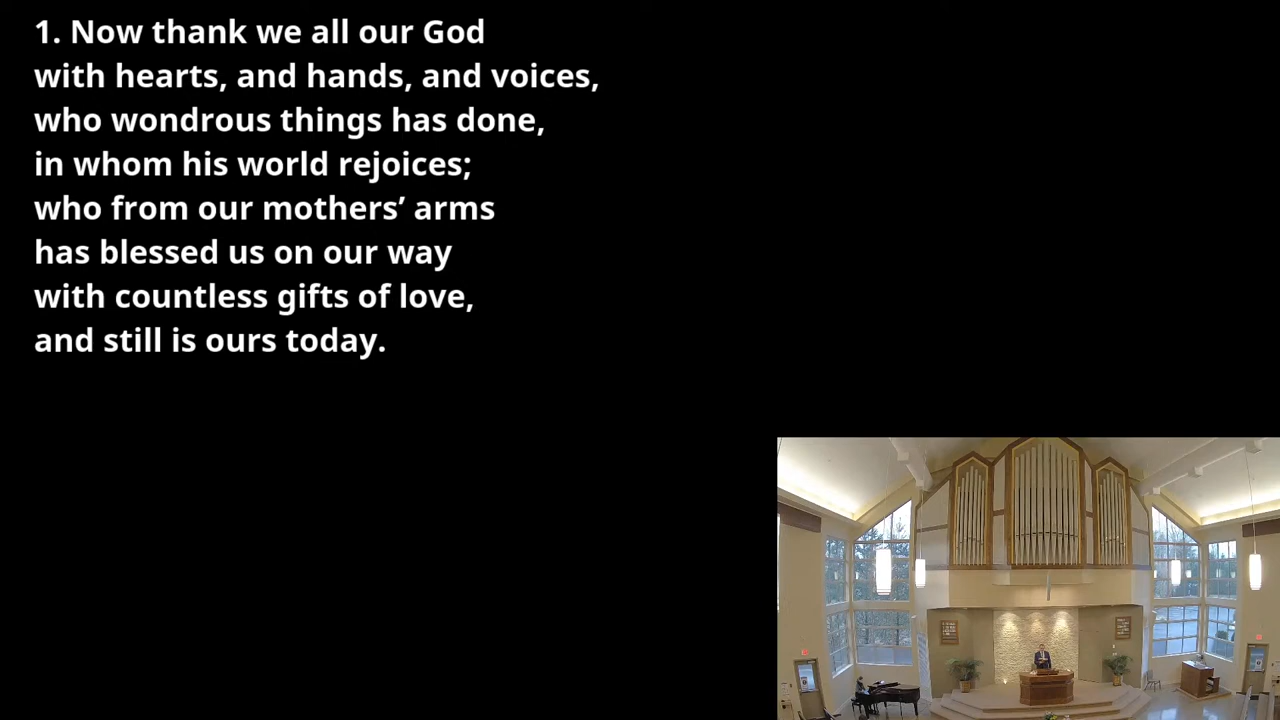 1. Now thank we all our God
with hearts, and hands, and voices,
who wondrous things has done,
in whom his world rejoices;
who from our mothers’ arms
has blessed us on our way
with countless gifts of love,
and still is ours today.